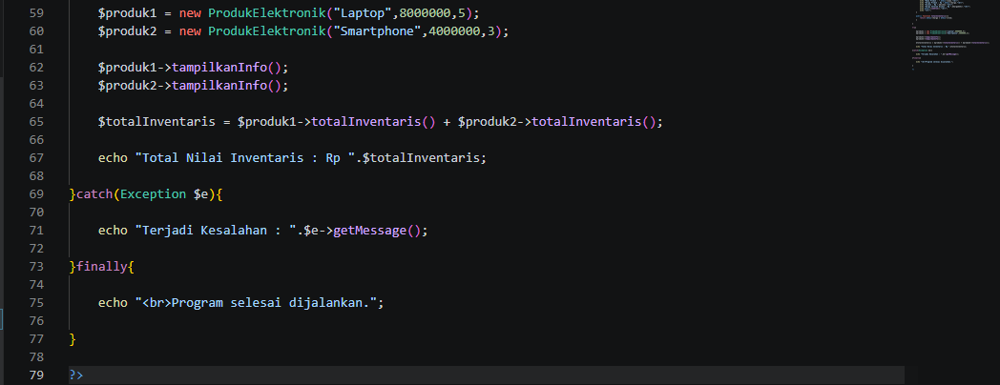 59 $produk1 = new ProdukElektronik("Laptop",8000000,5);
60 $produk2 = new ProdukElektronik("Smartphone",4000000,3);
61
62 $produk1->tampilkanInfo();
63 $produk2->tampilkanInfo();
64
65 $totalInventaris = $produk1->totalInventaris() + $produk2->totalInventaris();
66
67 echo "Total Nilai Inventaris : Rp ".$totalInventaris;
68
69 }catch(Exception $e){
70
71 echo "Terjadi Kesalahan : ".$e->getMessage();
72
73 }finally{
74
75 echo "<br>Program selesai dijalankan.";
76
77 }
78
79 ?>